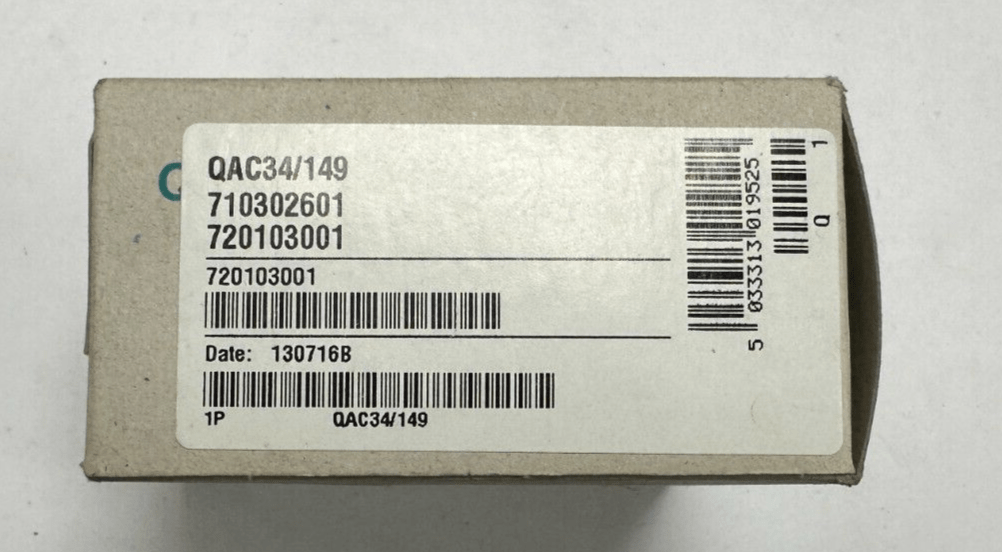 QAC34/149
710302601
720103001
720103001
Date: 130716B
1P QAC34/149
5 033313 019525
Q 1